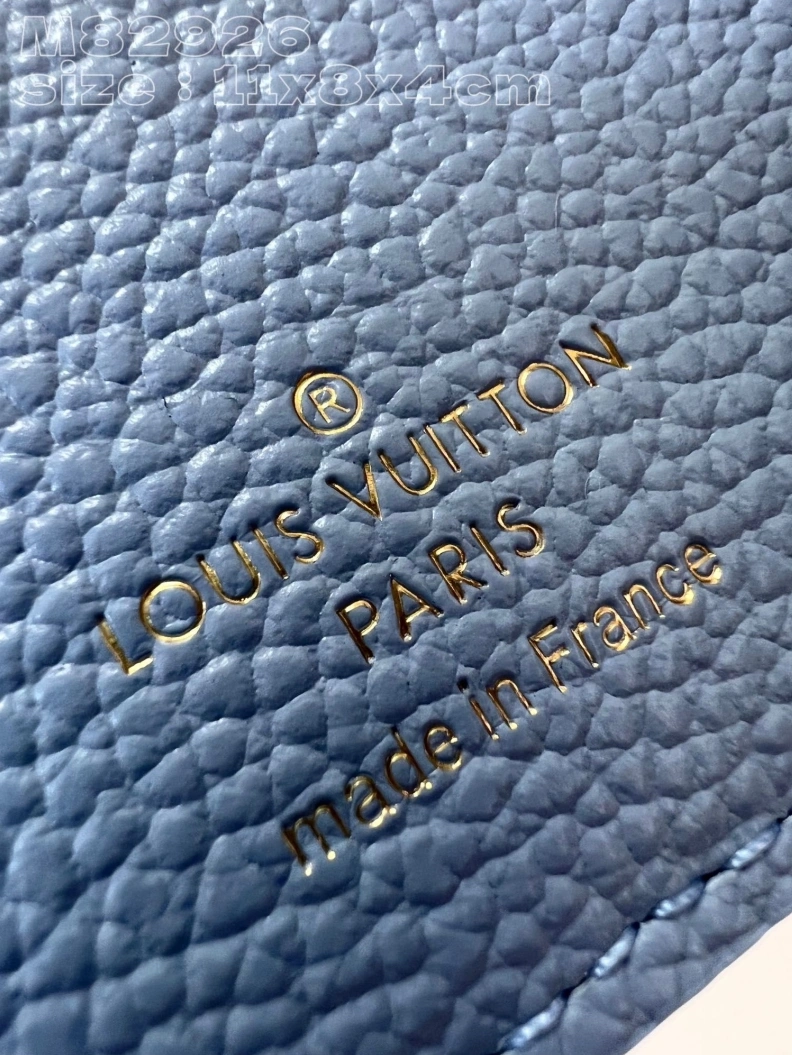 M82926
size : 11x8x4cm
®
LOUIS VUITTON
PARIS
made in France